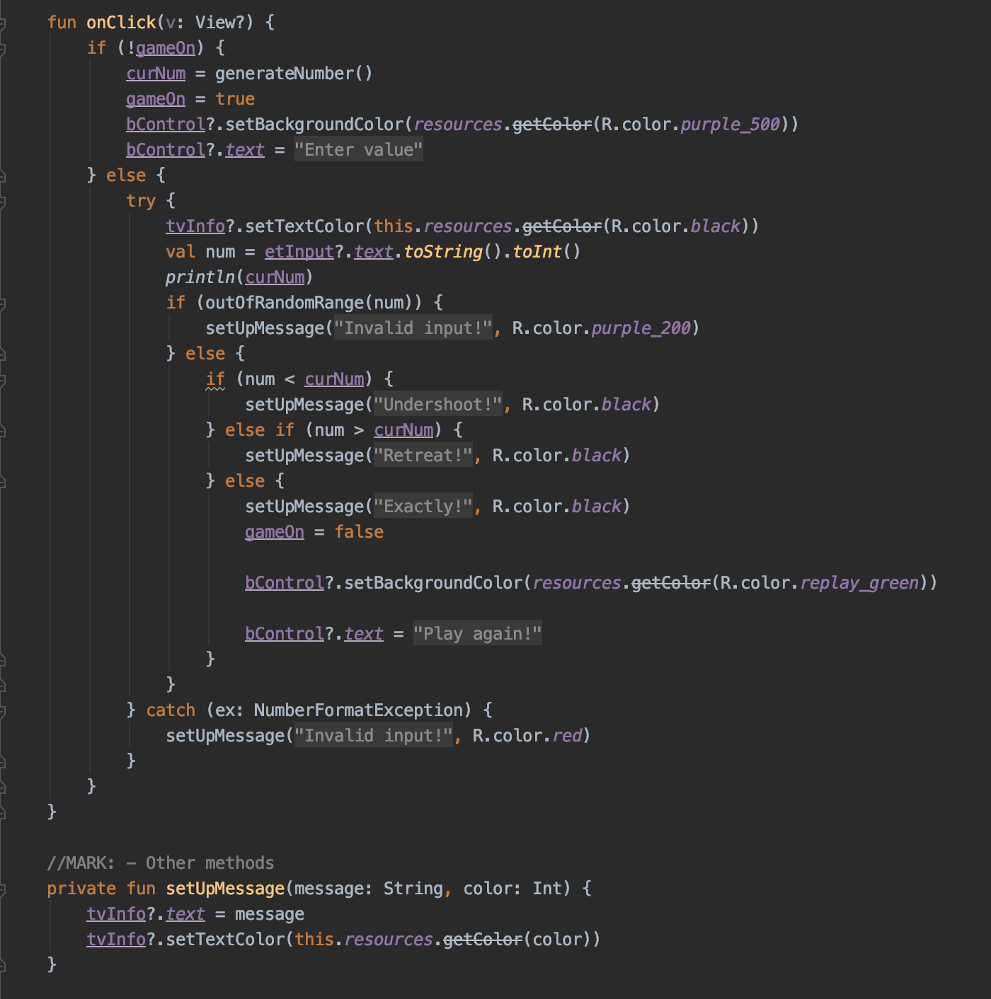 fun onClick(v: View?) {
    if (!gameOn) {
        curNum = generateNumber()
        gameOn = true
        bControl?.setBackgroundColor(resources.getColor(R.color.purple_500))
        bControl?.text = "Enter value"
    } else {
        try {
            tvInfo?.setTextColor(this.resources.getColor(R.color.black))
            val num = etInput?.text.toString().toInt()
            println(curNum)
            if (outOfRandomRange(num)) {
                setUpMessage("Invalid input!", R.color.purple_200)
            } else {
                if (num < curNum) {
                    setUpMessage("Undershoot!", R.color.black)
                } else if (num > curNum) {
                    setUpMessage("Retreat!", R.color.black)
                } else {
                    setUpMessage("Exactly!", R.color.black)
                    gameOn = false

                    bControl?.setBackgroundColor(resources.getColor(R.color.replay_green))

                    bControl?.text = "Play again!"
                }
            }
        } catch (ex: NumberFormatException) {
            setUpMessage("Invalid input!", R.color.red)
        }
    }
}

//MARK: - Other methods
private fun setUpMessage(message: String, color: Int) {
    tvInfo?.text = message
    tvInfo?.setTextColor(this.resources.getColor(color))
}